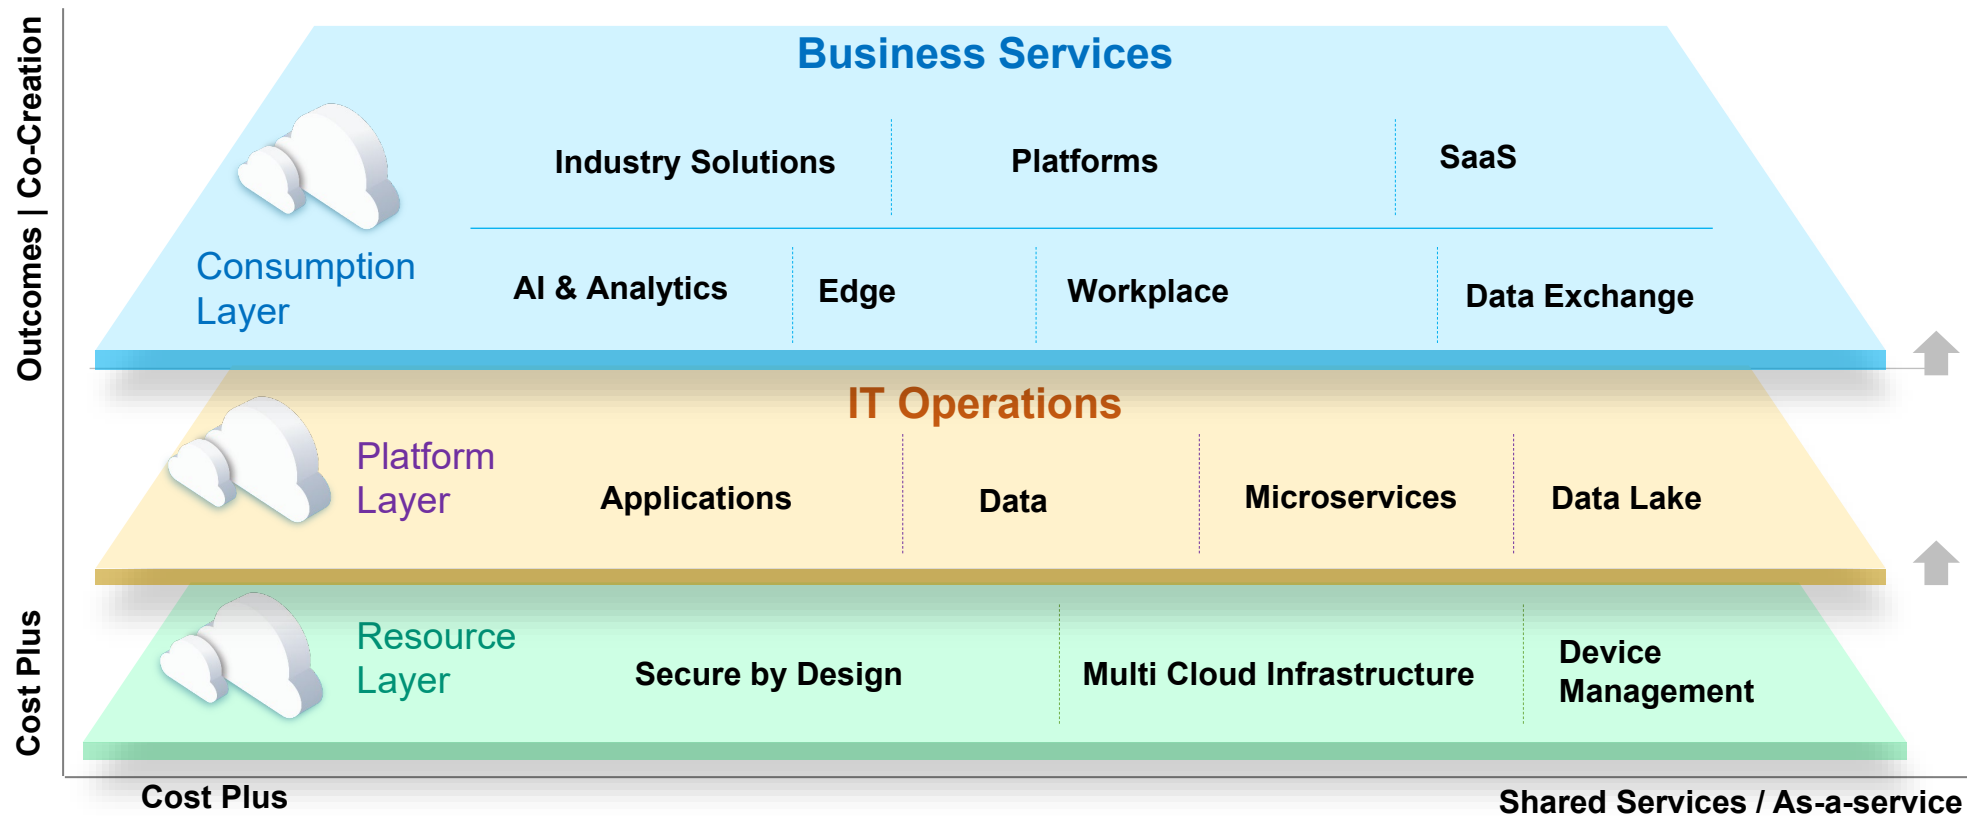 Outcomes | Co-Creation
Business Services
Industry Solutions
Platforms
SaaS
Consumption
Layer
AI & Analytics
Edge
Workplace
Data Exchange
IT Operations
Platform
Layer
Applications
Data
Microservices
Data Lake
Cost Plus
Resource
Layer
Secure by Design
Multi Cloud Infrastructure
Device
Management
Cost Plus
Shared Services / As-a-service